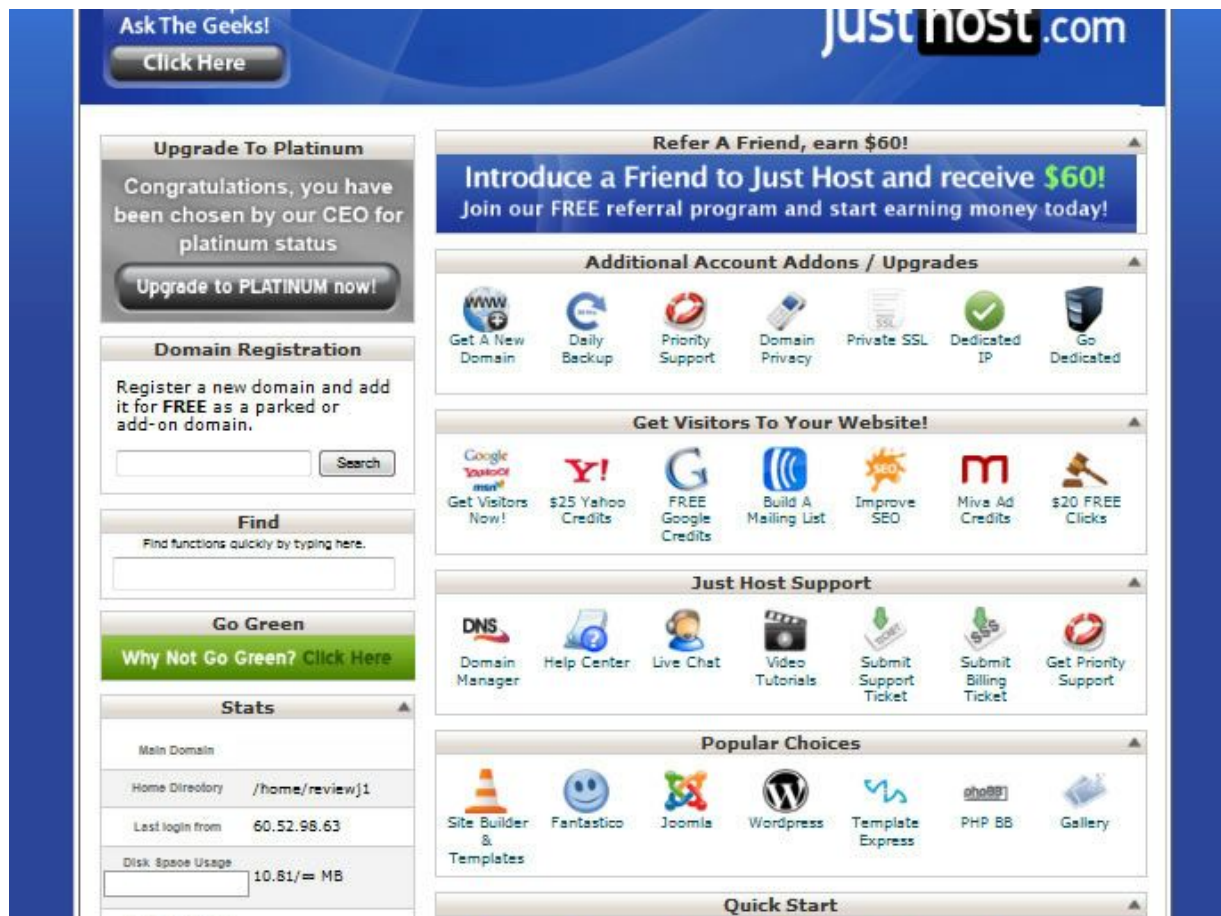 Ask The Geeks!
Click Here
just host.com
Upgrade To Platinum
Congratulations, you have
been chosen by our CEO for
platinum status
Upgrade to PLATINUM now!
Domain Registration
Register a new domain and add
it for FREE as a parked or
add-on domain.
Search
Find
Find functions quickly by typing here.
Go Green
Why Not Go Green? Click Here
Stats
Main Domain
Home Directory /home/reviewj1
Last login from 60.52.98.63
Disk Space Usage
10.81/∞ MB
Refer A Friend, earn $60!
Introduce a Friend to Just Host and receive $60!
Join our FREE referral program and start earning money today!
Additional Account Addons / Upgrades
WWW
SSL
Get A New Daily Priority Domain Private SSL Dedicated Go
Domain Backup Support Privacy IP Dedicated
Get Visitors To Your Website!
Google
Yahoo! Y! G SEO m
msn
Get Visitors $25 Yahoo FREE Build A Improve Miva Ad $20 FREE
Now! Credits Google Mailing List SEO Credits Clicks
Credits
Just Host Support
DNS TICKET $$$
Domain Help Center Live Chat Video Submit Submit Get Priority
Manager Tutorials Support Billing Support
Ticket Ticket
Popular Choices
phpBB
Site Builder Fantastico Joomla Wordpress Template PHP BB Gallery
& Express
Templates
Quick Start